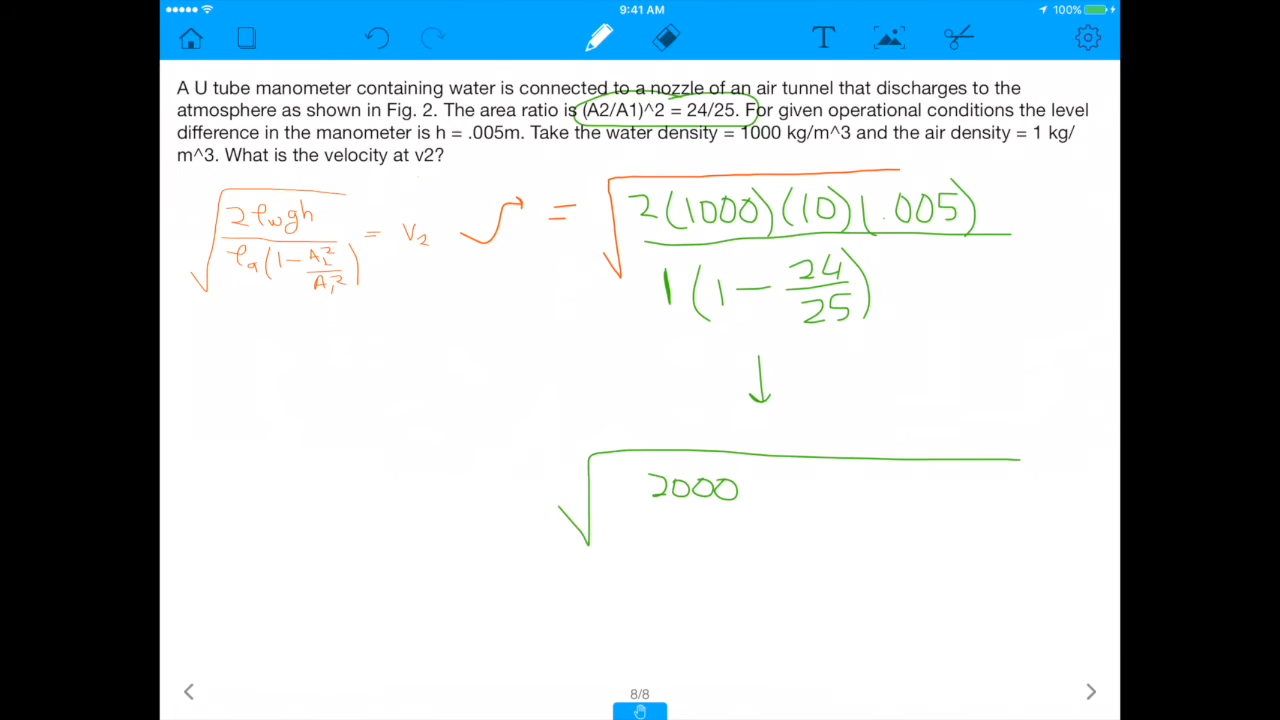 9:41 AM
100%
T
A U tube manometer containing water is connected to a nozzle of an air tunnel that discharges to the
atmosphere as shown in Fig. 2. The area ratio is (A2/A1)^2 = 24/25. For given operational conditions the level
difference in the manometer is h = .005m. Take the water density = 1000 kg/m^3 and the air density = 1 kg/
m^3. What is the velocity at v2?
√(2ρwgh / ρa(1 − A₂²/A₁²)) = V₂
= √(2(1000)(10)(.005) / 1(1 − 24/25))
↓
√ 2000
8/8